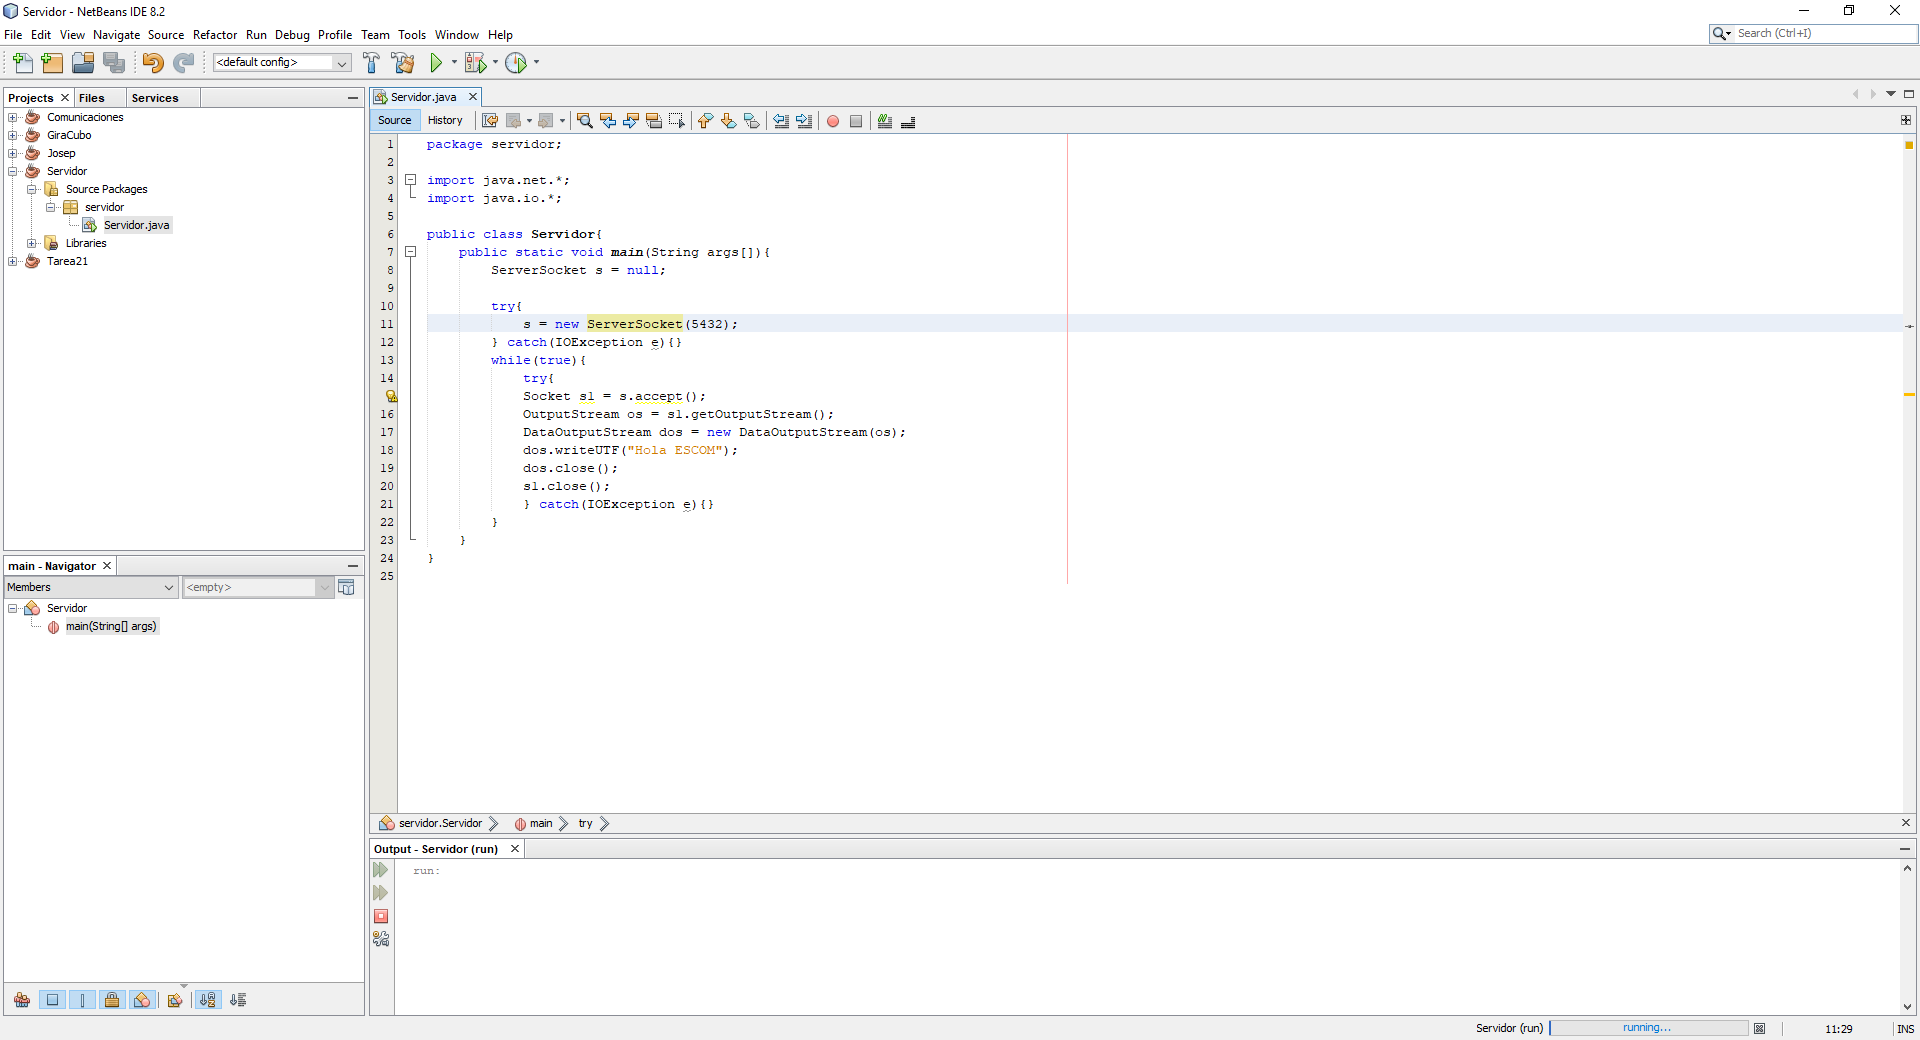 Servidor - NetBeans IDE 8.2
File Edit View Navigate Source Refactor Run Debug Profile Team Tools Window Help
Search (Ctrl+I)
<default config>
Projects Files Services
Comunicaciones
GiraCubo
Josep
Servidor
Source Packages
servidor
Servidor.java
Libraries
Tarea21
main - Navigator
Members <empty>
Servidor
main(String[] args)
Servidor.java
Source History
1 package servidor;
2
3 import java.net.*;
4 import java.io.*;
5
6 public class Servidor{
7 public static void main(String args[]){
8 ServerSocket s = null;
9
10 try{
11 s = new ServerSocket(5432);
12 } catch(IOException e){}
13 while(true){
14 try{
Socket s1 = s.accept();
16 OutputStream os = s1.getOutputStream();
17 DataOutputStream dos = new DataOutputStream(os);
18 dos.writeUTF("Hola ESCOM");
19 dos.close();
20 s1.close();
21 } catch(IOException e){}
22 }
23 }
24 }
25
servidor.Servidor main try
Output - Servidor (run)
run:
Servidor (run) running... 11:29 INS